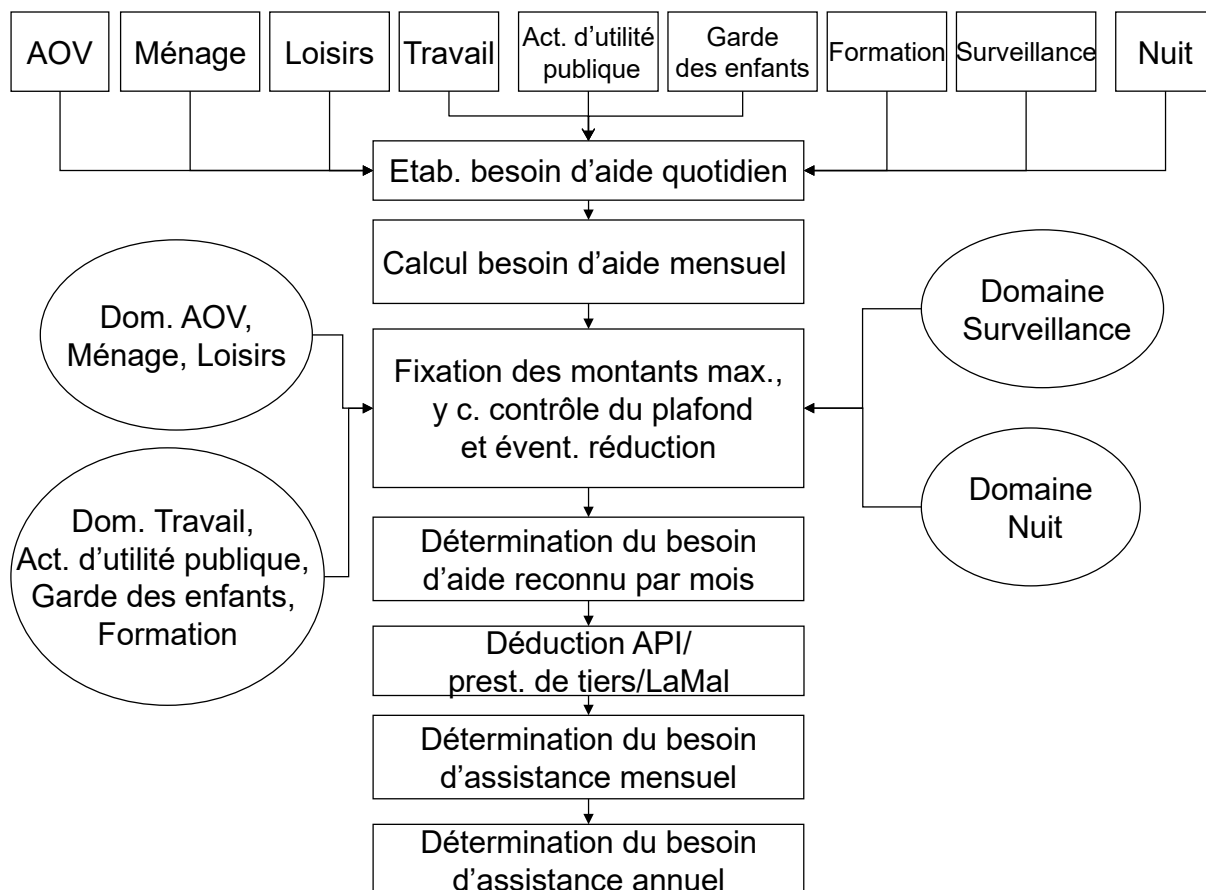 AOV
Ménage
Loisirs
Travail
Act. d'utilité
publique
Garde
des enfants
Formation
Surveillance
Nuit
Etab. besoin d'aide quotidien
Calcul besoin d'aide mensuel
Dom. AOV,
Ménage, Loisirs
Domaine
Surveillance
Fixation des montants max.,
y c. contrôle du plafond
et évent. réduction
Dom. Travail,
Act. d'utilité publique,
Garde des enfants,
Formation
Domaine
Nuit
Détermination du besoin
d'aide reconnu par mois
Déduction API/
prest. de tiers/LaMal
Détermination du besoin
d'assistance mensuel
Détermination du besoin
d'assistance annuel